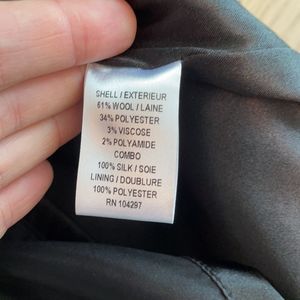 SHELL / EXTERIEUR
61% WOOL / LAINE
34% POLYESTER
3% VISCOSE
2% POLYAMIDE
COMBO
100% SILK / SOIE
LINING / DOUBLURE
100% POLYESTER
RN 104297